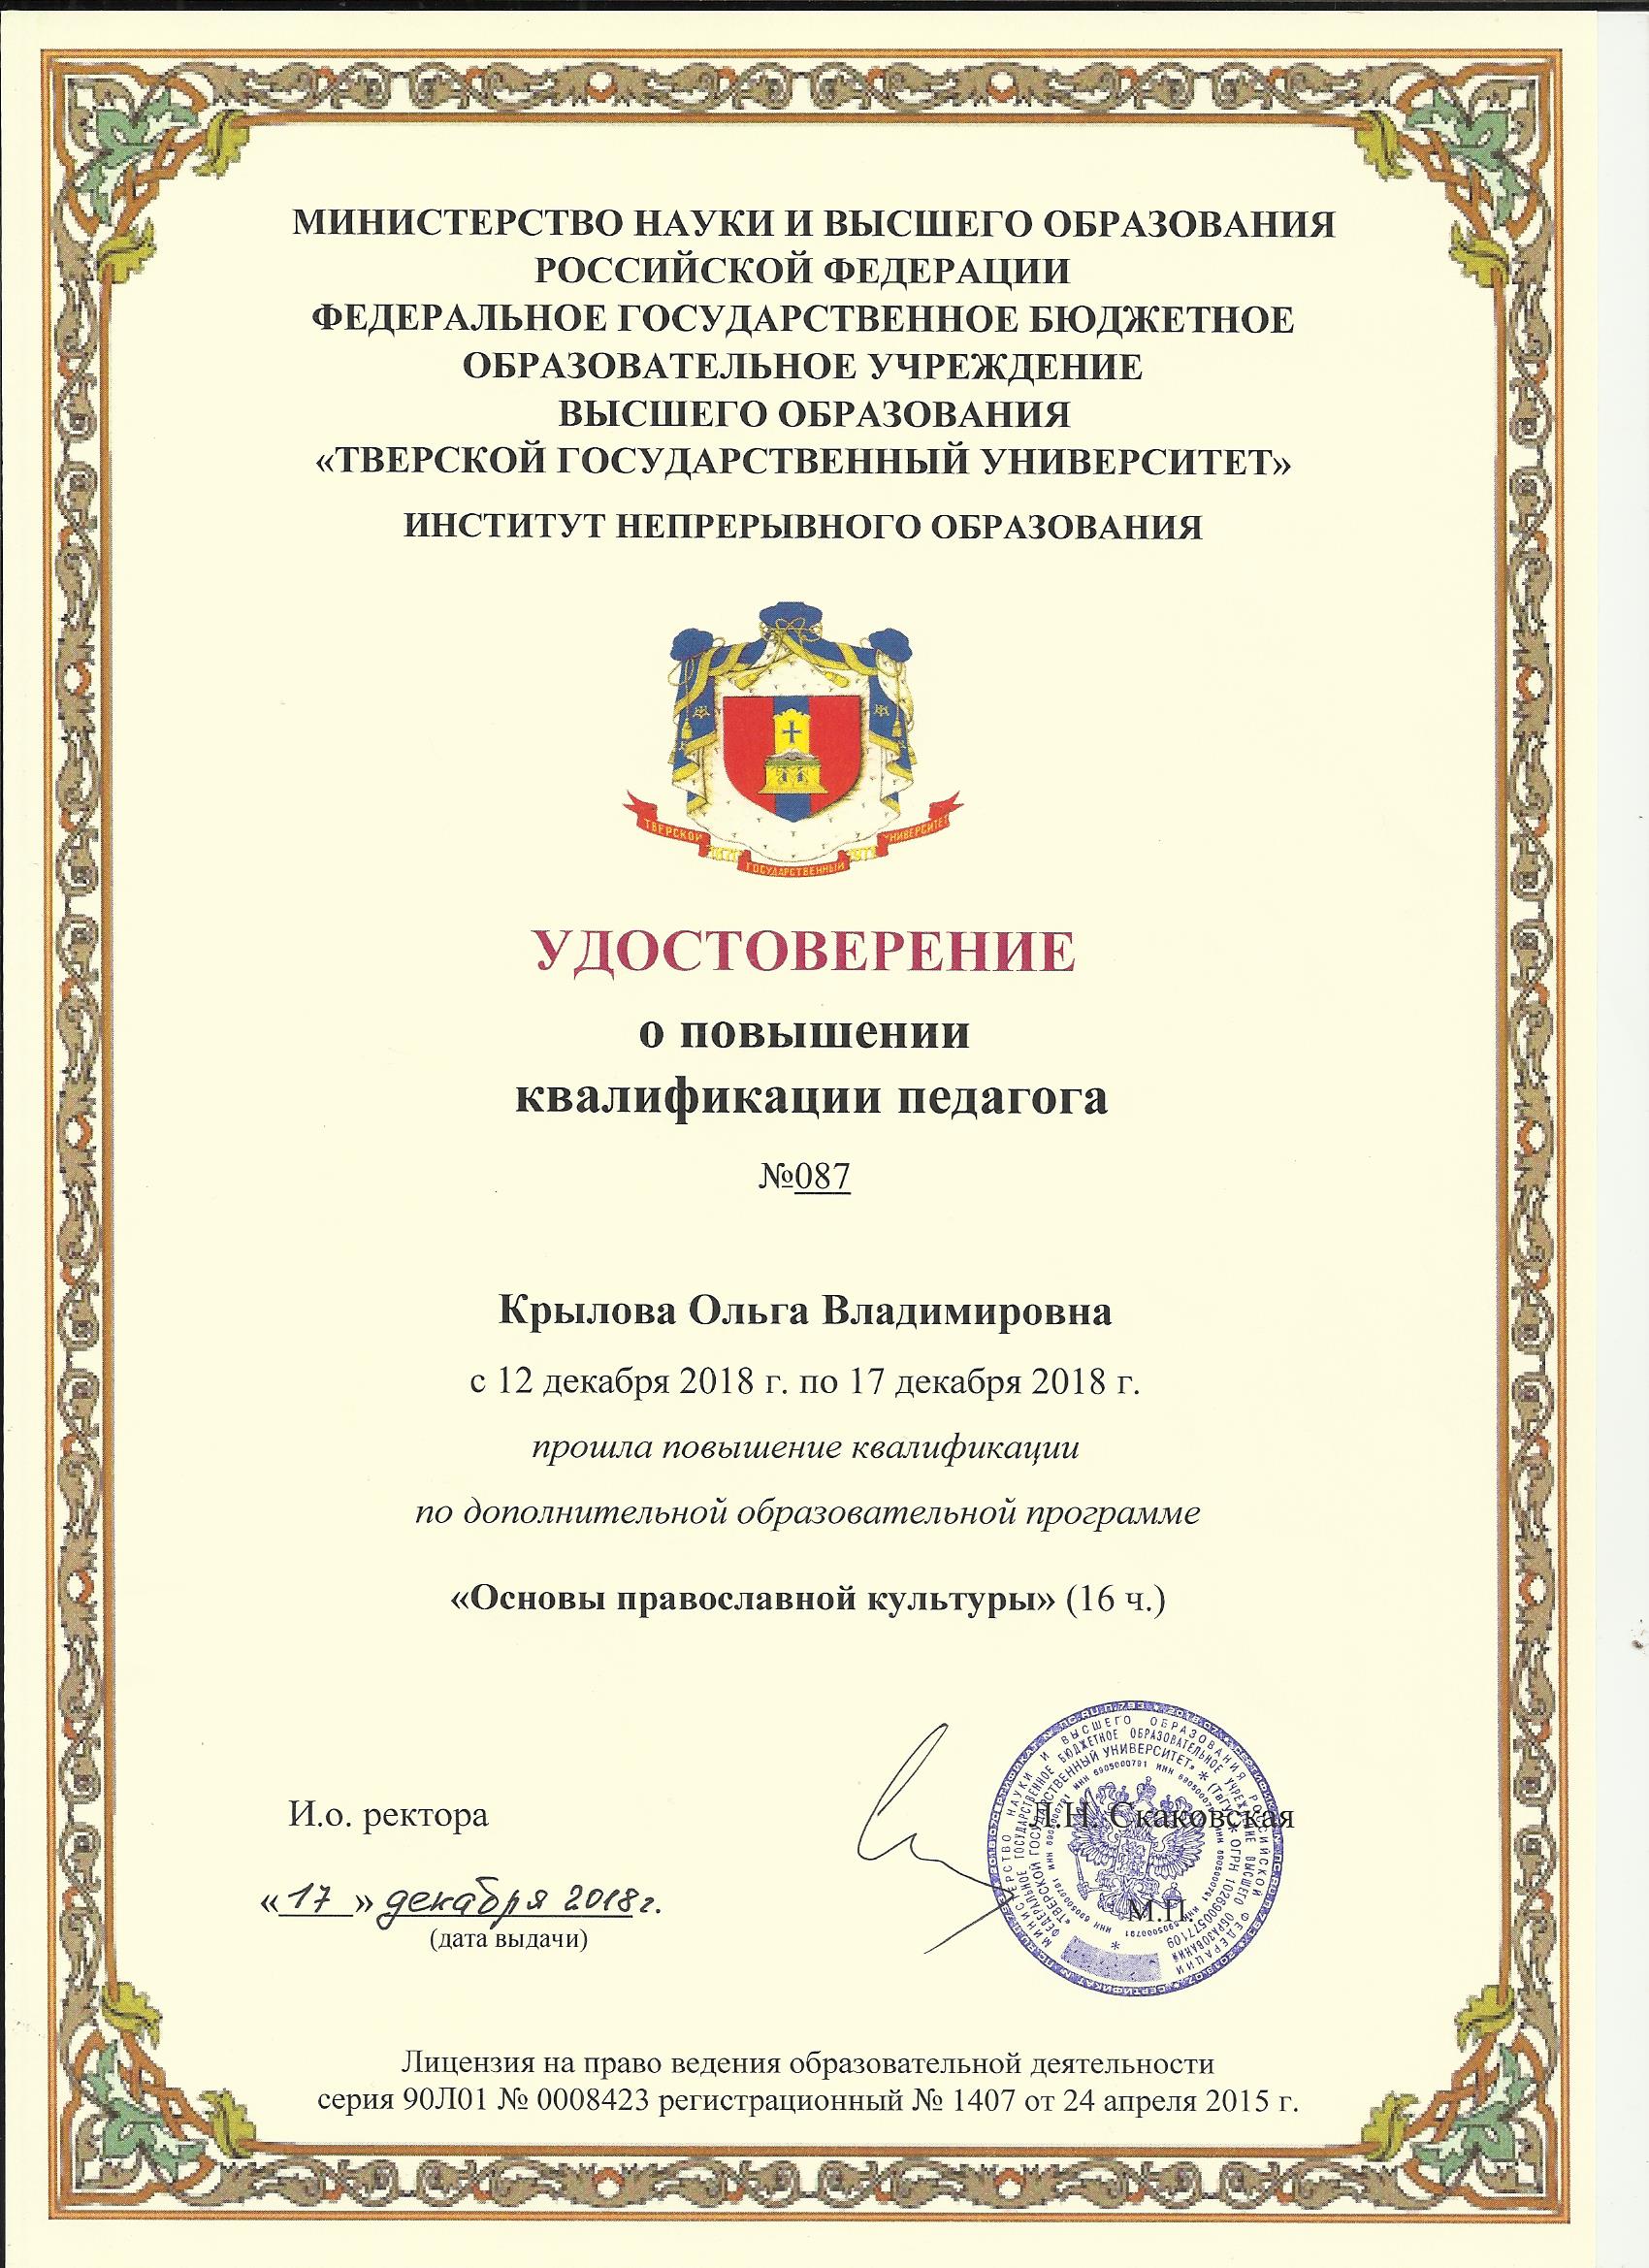 МИНИСТЕРСТВО НАУКИ И ВЫСШЕГО ОБРАЗОВАНИЯ
РОССИЙСКОЙ ФЕДЕРАЦИИ
ФЕДЕРАЛЬНОЕ ГОСУДАРСТВЕННОЕ БЮДЖЕТНОЕ
ОБРАЗОВАТЕЛЬНОЕ УЧРЕЖДЕНИЕ
ВЫСШЕГО ОБРАЗОВАНИЯ
«ТВЕРСКОЙ ГОСУДАРСТВЕННЫЙ УНИВЕРСИТЕТ»
ИНСТИТУТ НЕПРЕРЫВНОГО ОБРАЗОВАНИЯ
ТВЕРСКОЙ
ГОСУДАРСТВЕННЫЙ
УНИВЕРСИТЕТ
УДОСТОВЕРЕНИЕ
о повышении
квалификации педагога
№087
Крылова Ольга Владимировна
с 12 декабря 2018 г. по 17 декабря 2018 г.
прошла повышение квалификации
по дополнительной образовательной программе
«Основы православной культуры» (16 ч.)
И.о. ректора
Л.Н. Скаковская
«17» декабря 2018г.
М.П.
(дата выдачи)
МИНИСТЕРСТВО НАУКИ И ВЫСШЕГО ОБРАЗОВАНИЯ РОССИЙСКОЙ ФЕДЕРАЦИИ
ФЕДЕРАЛЬНОЕ ГОСУДАРСТВЕННОЕ БЮДЖЕТНОЕ ОБРАЗОВАТЕЛЬНОЕ УЧРЕЖДЕНИЕ ВЫСШЕГО ОБРАЗОВАНИЯ
«ТВЕРСКОЙ ГОСУДАРСТВЕННЫЙ УНИВЕРСИТЕТ» * (ТвГУ) * ОГРН 1026900577109
ИНН 6905000791
Лицензия на право ведения образовательной деятельности
серия 90Л01 № 0008423 регистрационный № 1407 от 24 апреля 2015 г.